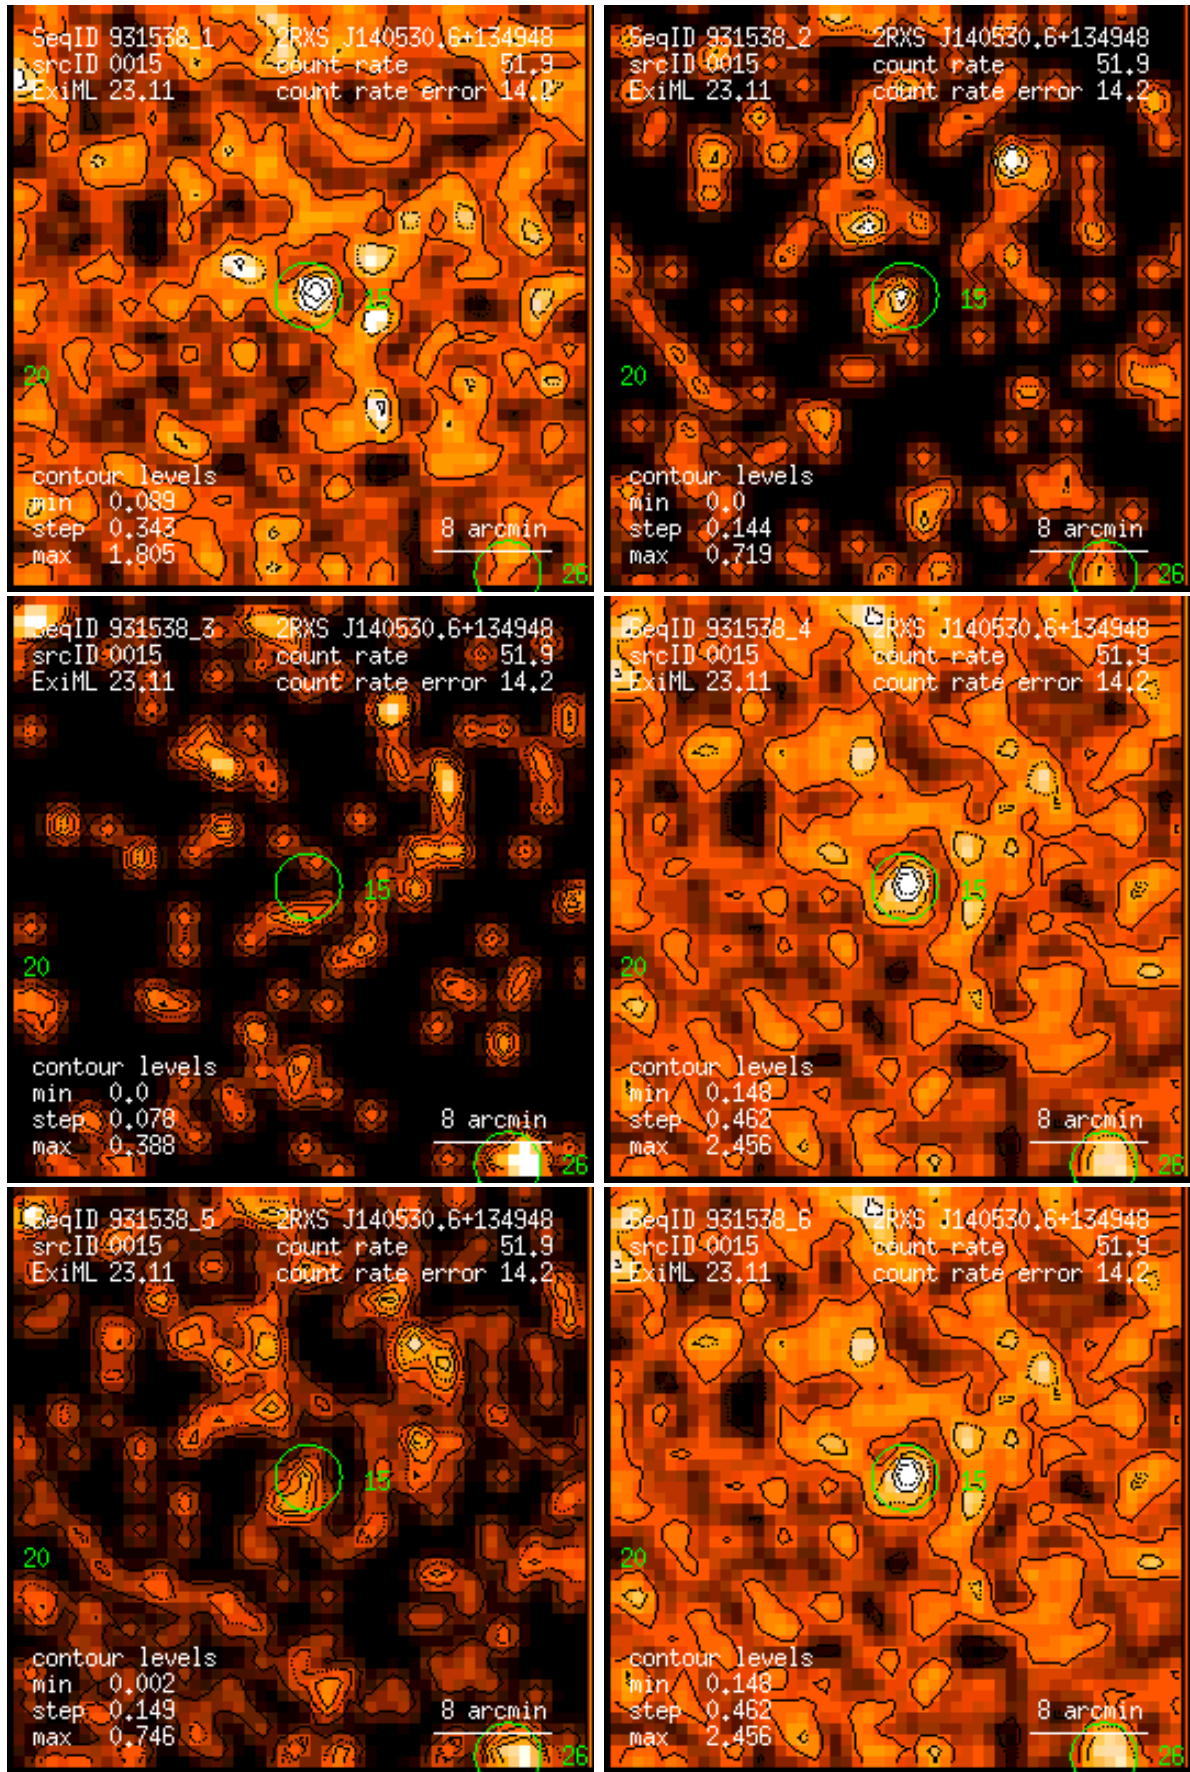 SeqID 931538_1 2RXS J140530.6+134948
srcID 0015 count rate 51.9
ExiML 23.11 count rate error 14.2
15
20
contour levels
min 0.089
step 0.343 8 arcmin
max 1.805
26
SeqID 931538_2 2RXS J140530.6+134948
srcID 0015 count rate 51.9
ExiML 23.11 count rate error 14.2
15
20
contour levels
min 0.0
step 0.144 8 arcmin
max 0.719
26
SeqID 931538_3 2RXS J140530.6+134948
srcID 0015 count rate 51.9
ExiML 23.11 count rate error 14.2
15
20
contour levels
min 0.0
step 0.078 8 arcmin
max 0.388
26
SeqID 931538_4 2RXS J140530.6+134948
srcID 0015 count rate 51.9
ExiML 23.11 count rate error 14.2
15
20
contour levels
min 0.148
step 0.462 8 arcmin
max 2.456
26
SeqID 931538_5 2RXS J140530.6+134948
srcID 0015 count rate 51.9
ExiML 23.11 count rate error 14.2
15
20
contour levels
min 0.002
step 0.149 8 arcmin
max 0.746
26
SeqID 931538_6 2RXS J140530.6+134948
srcID 0015 count rate 51.9
ExiML 23.11 count rate error 14.2
15
20
contour levels
min 0.148
step 0.462 8 arcmin
max 2.456
26